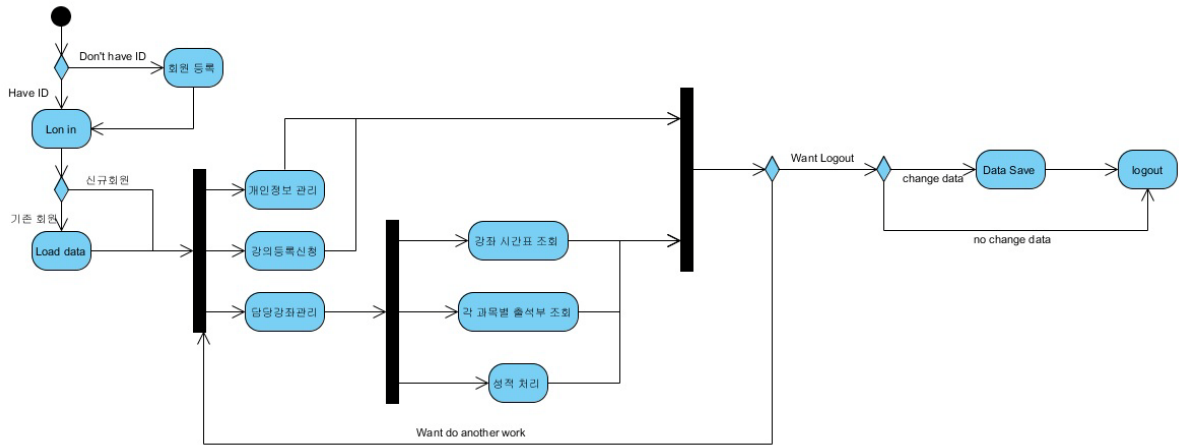 Don't have ID
회원 등록
Have ID
Lon in
신규회원
기존 회원
Load data
개인정보 관리
강의등록신청
담당강좌관리
강좌 시간표 조회
각 과목별 출석부 조회
성적 처리
Want Logout
change data
Data Save
logout
no change data
Want do another work